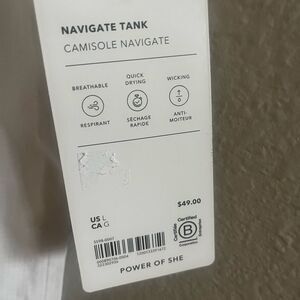 NAVIGATE TANK
CAMISOLE NAVIGATE
BREATHABLE
QUICK
DRYING
WICKING
RESPIRANT
SÉCHAGE
RAPIDE
ANTI-
MOITEUR
US L
CA G
$49.00
Certified
B
Corporation
POWER OF SHE